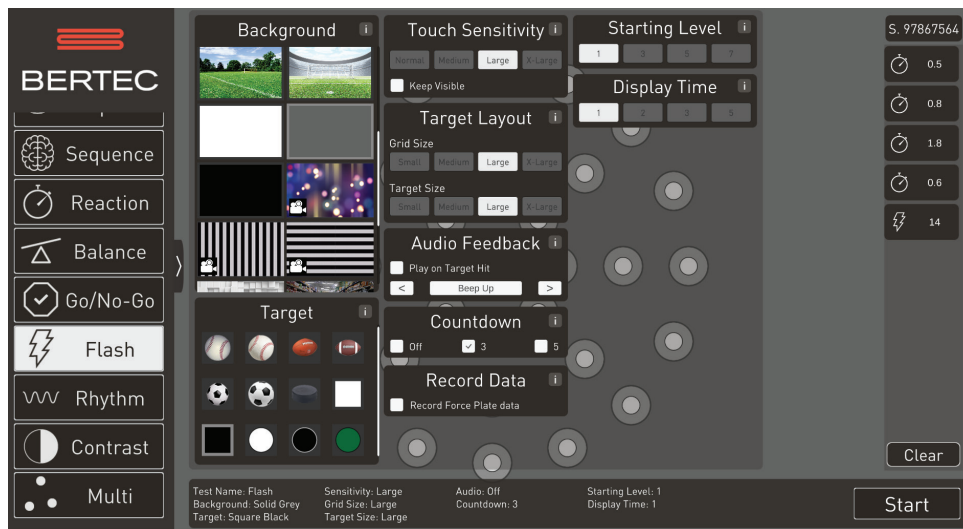 BERTEC
Sequence
Reaction
Balance
Go/No-Go
Flash
Rhythm
Contrast
Multi
Background i
Target i
Touch Sensitivity i
Normal Medium Large X-Large
Keep Visible
Target Layout i
Grid Size
Small Medium Large X-Large
Target Size
Small Medium Large X-Large
Audio Feedback i
Play on Target Hit
< Beep Up >
Countdown i
Off 3 5
Record Data i
Record Force Plate data
Starting Level i
1 3 5 7
Display Time i
1 2 3 5
S. 97867564
0.5
0.8
1.8
0.6
14
Clear
Test Name: Flash
Background: Solid Grey
Target: Square Black
Sensitivity: Large
Grid Size: Large
Target Size: Large
Audio: Off
Countdown: 3
Starting Level: 1
Display Time: 1
Start